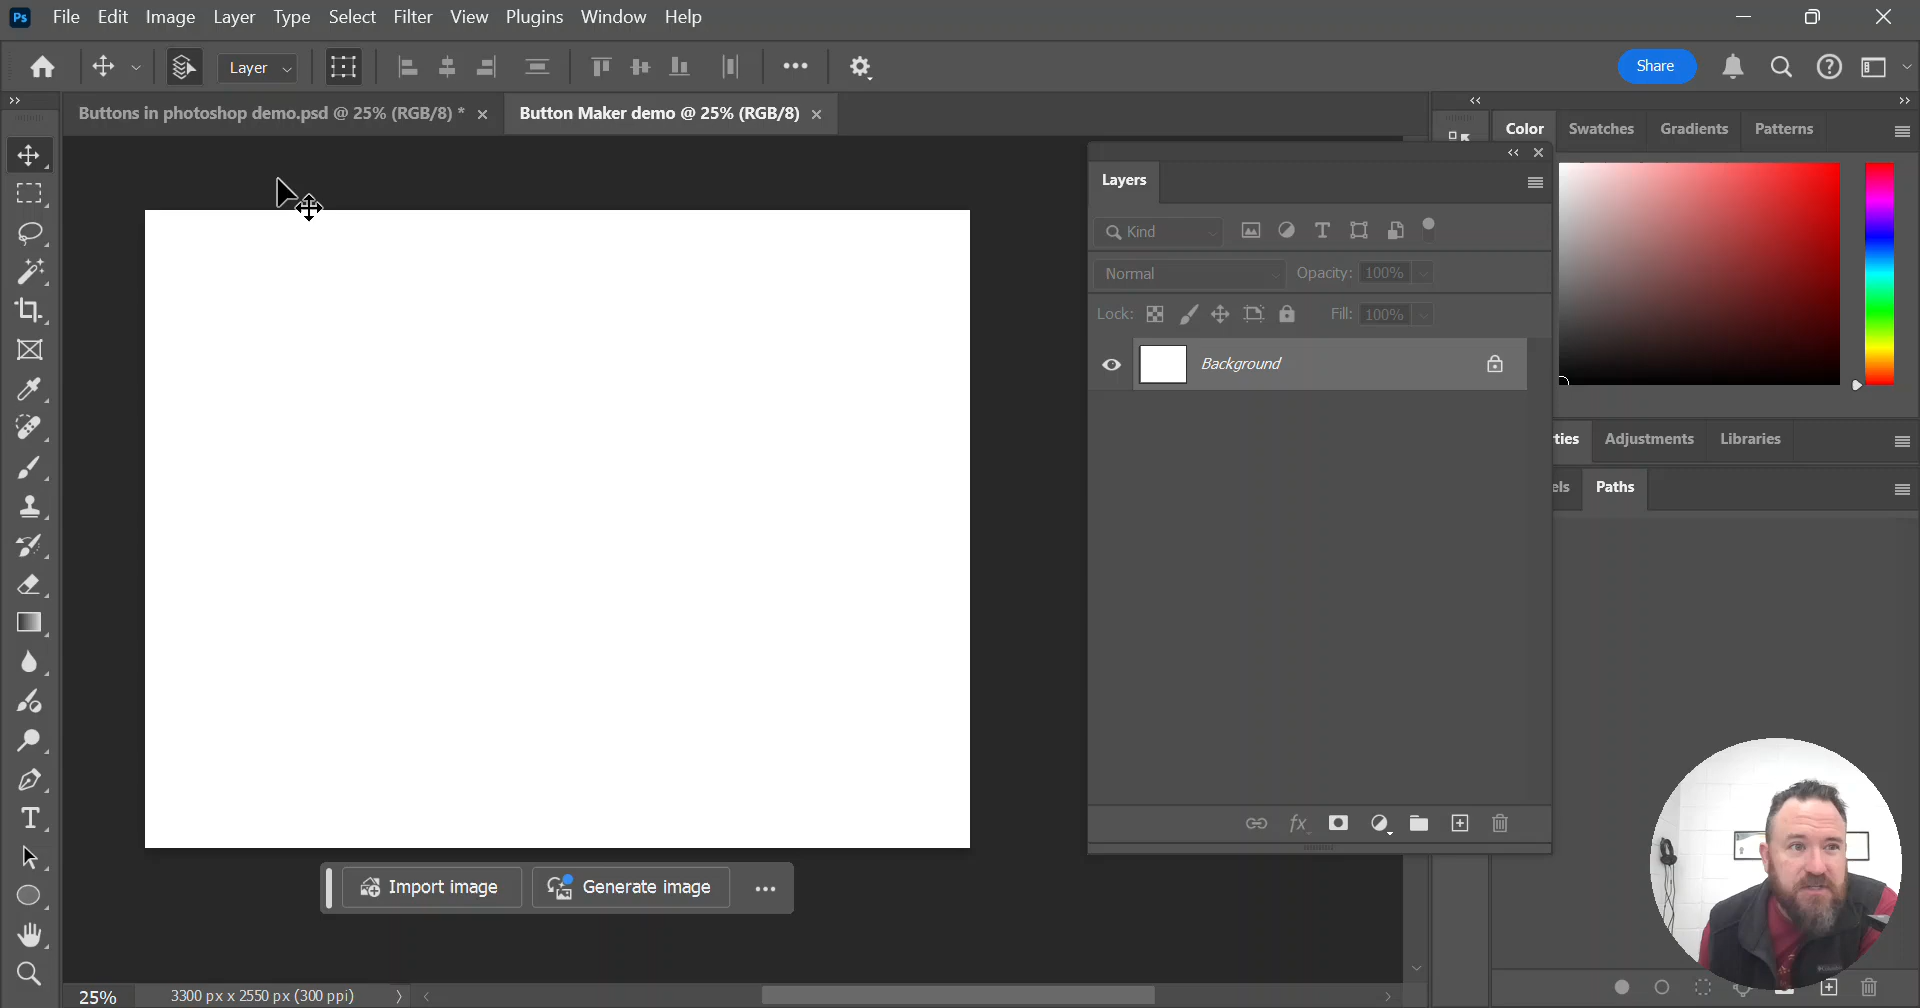 Ps File Edit Image Layer Type Select Filter View Plugins Window Help
Layer Share
Buttons in photoshop demo.psd @ 25% (RGB/8) * Button Maker demo @ 25% (RGB/8)
Color Swatches Gradients Patterns
Layers
Kind
Normal Opacity: 100%
Lock: Fill: 100%
Background
ties Adjustments Libraries
els Paths
fx
Import image Generate image
25% 3300 px x 2550 px (300 ppi)